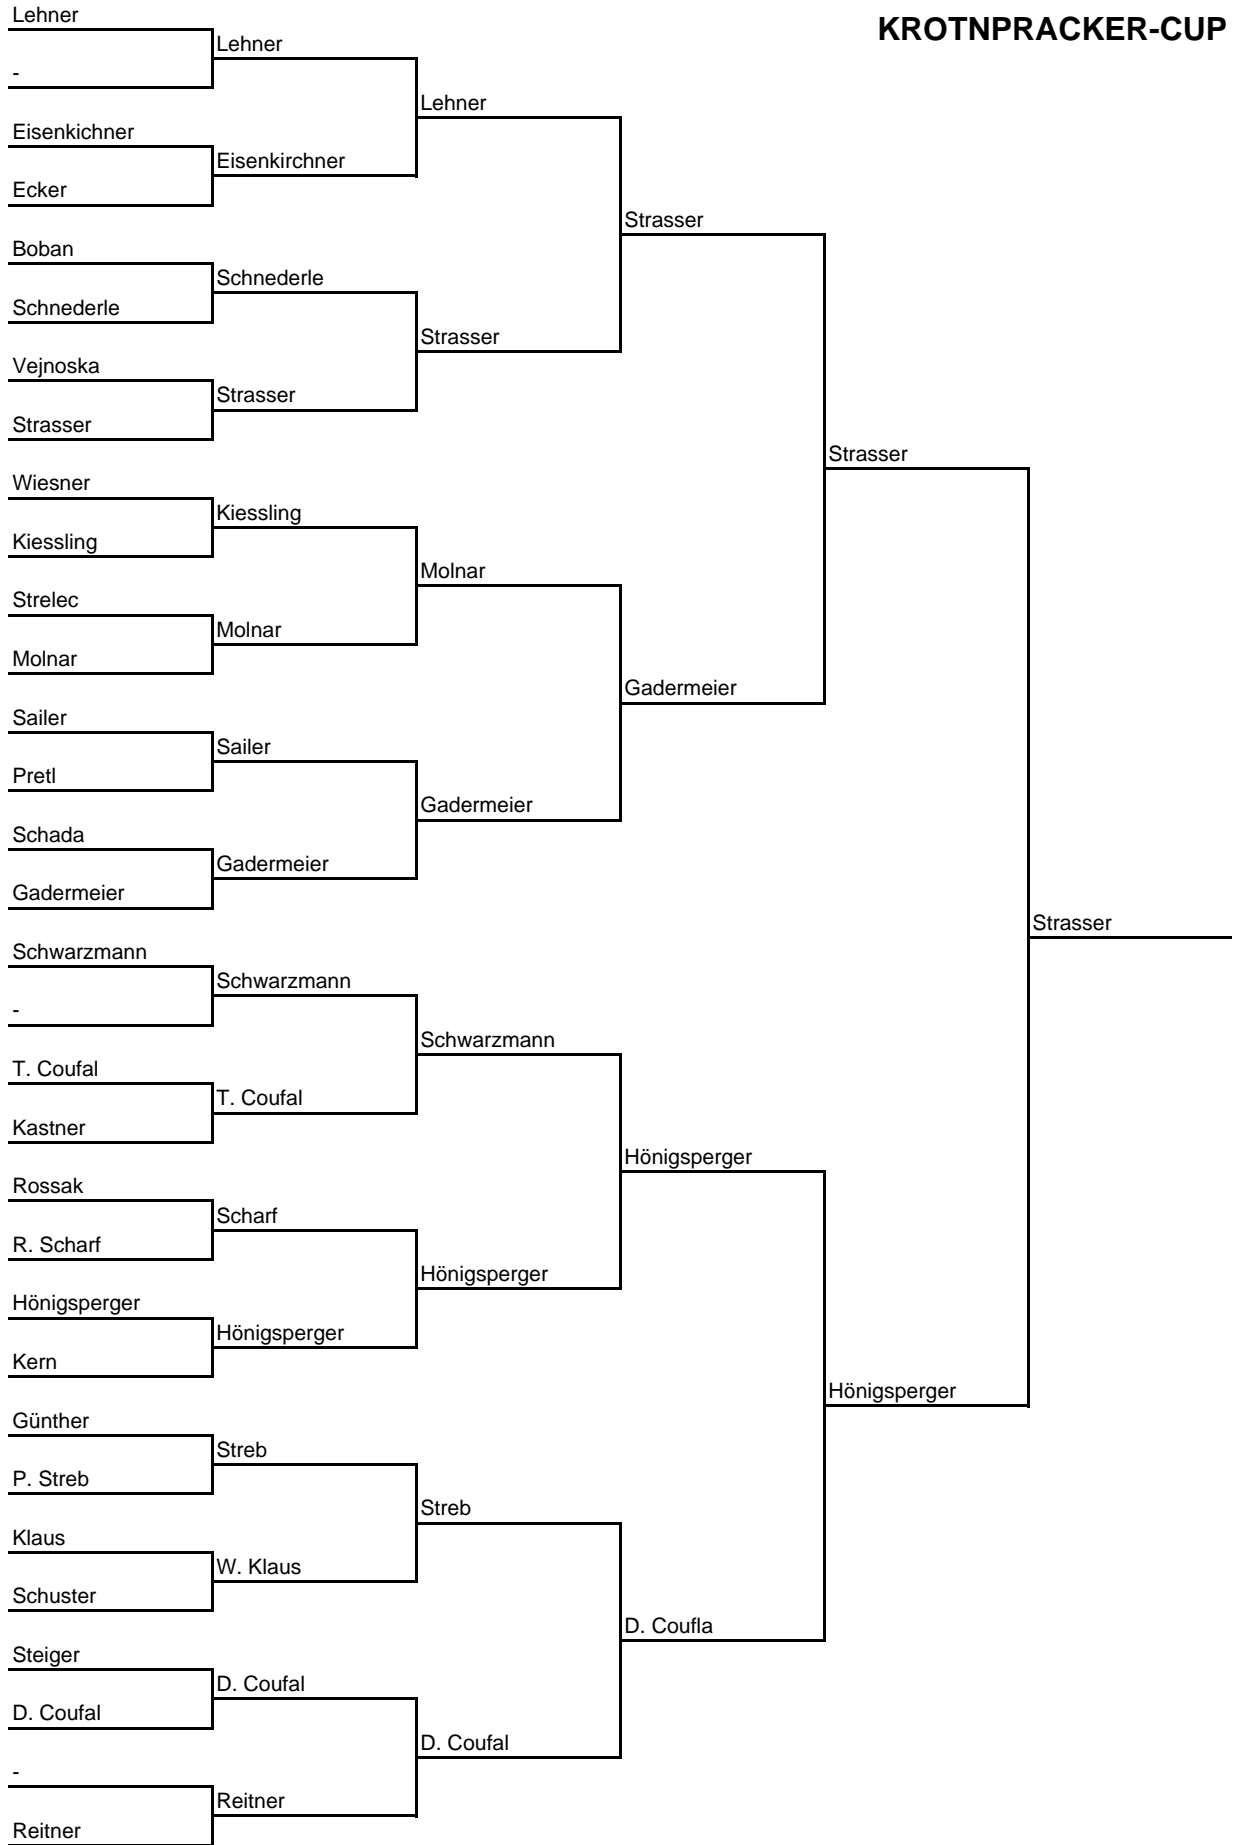 KROTNPRACKER-CUP
Lehner
-
Eisenkichner
Ecker
Boban
Schnederle
Vejnoska
Strasser
Wiesner
Kiessling
Strelec
Molnar
Sailer
Pretl
Schada
Gadermeier
Schwarzmann
-
T. Coufal
Kastner
Rossak
R. Scharf
Hönigsperger
Kern
Günther
P. Streb
Klaus
Schuster
Steiger
D. Coufal
-
Reitner
Lehner
Eisenkirchner
Schnederle
Strasser
Kiessling
Molnar
Sailer
Gadermeier
Schwarzmann
T. Coufal
Scharf
Hönigsperger
Streb
W. Klaus
D. Coufal
Reitner
Lehner
Strasser
Molnar
Gadermeier
Schwarzmann
Hönigsperger
Streb
D. Coufal
Strasser
Gadermeier
Hönigsperger
D. Coufla
Strasser
Hönigsperger
Strasser